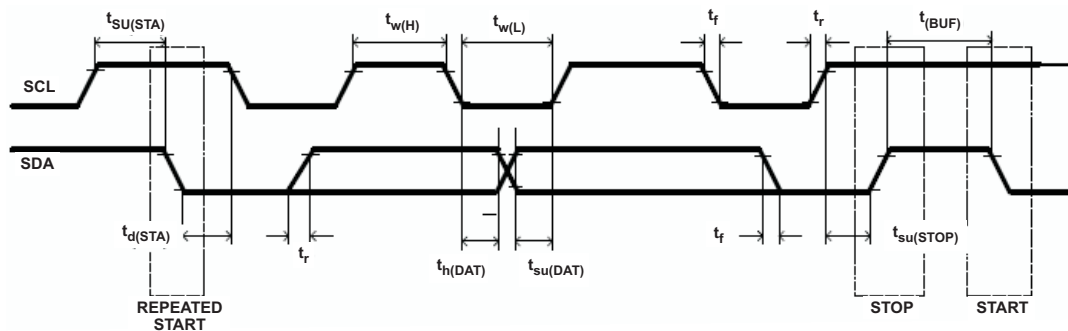 tSU(STA)
tw(H)
tw(L)
tf
tr
t(BUF)
SCL
SDA
td(STA)
tr
th(DAT)
tsu(DAT)
tf
tsu(STOP)
REPEATED
START
STOP
START